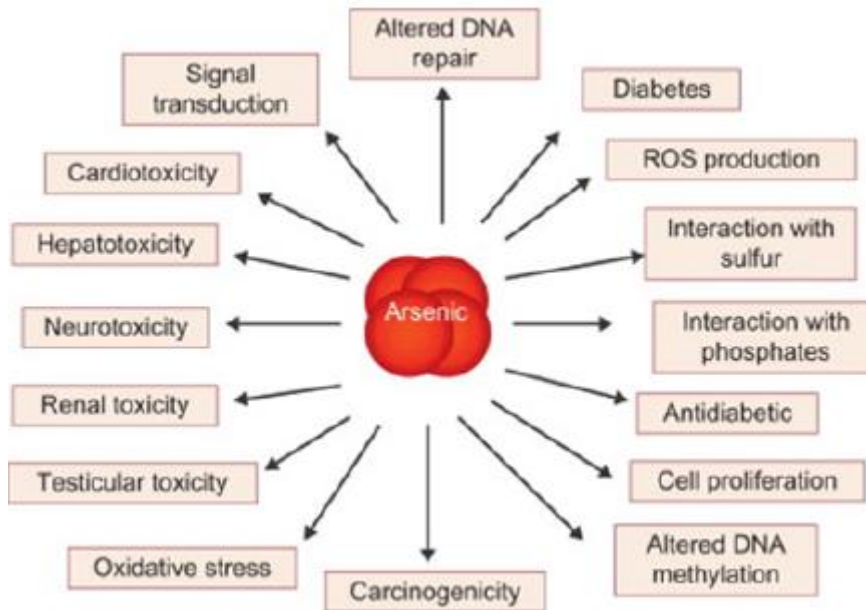 Altered DNA
repair
Signal
transduction
Diabetes
Cardiotoxicity
ROS production
Hepatotoxicity
Interaction with
sulfur
Arsenic
Neurotoxicity
Interaction with
phosphates
Renal toxicity
Antidiabetic
Testicular toxicity
Cell proliferation
Oxidative stress
Carcinogenicity
Altered DNA
methylation